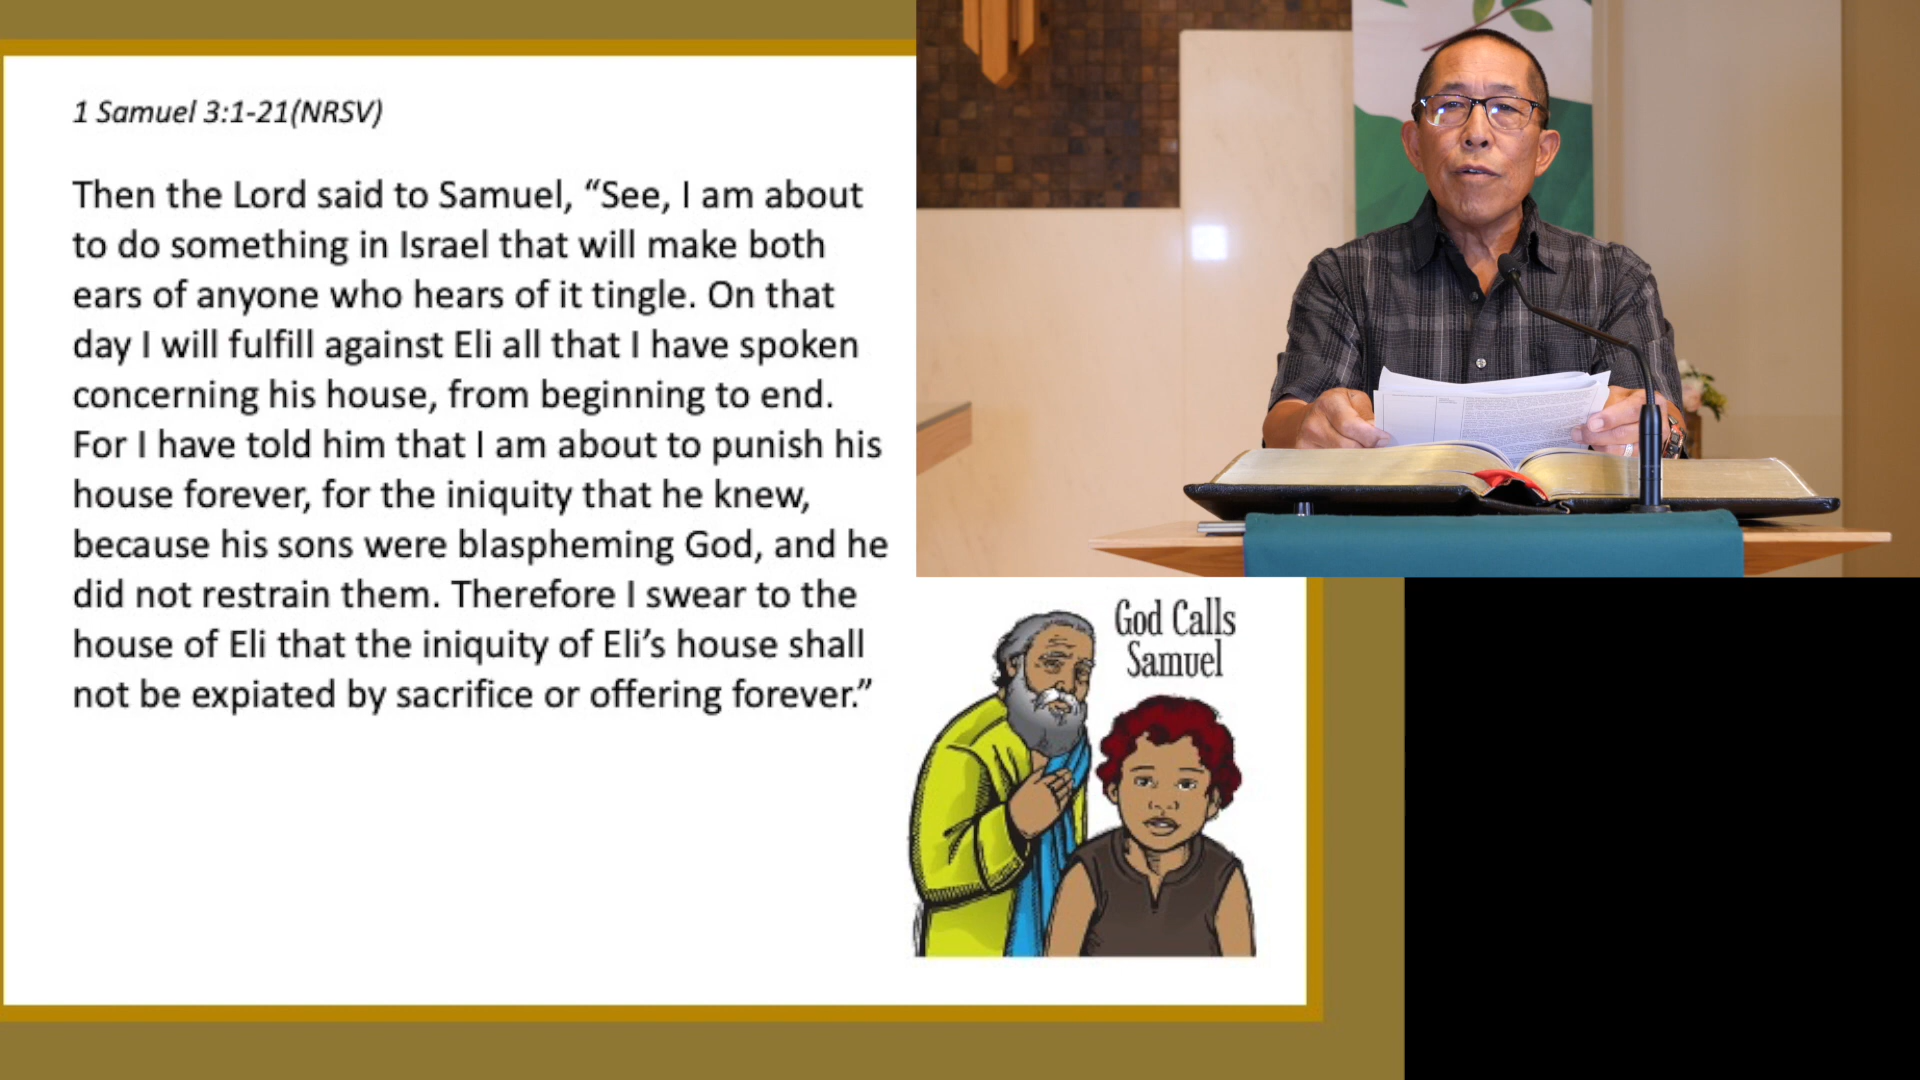 1 Samuel 3:1-21(NRSV)
Then the Lord said to Samuel, “See, I am about
to do something in Israel that will make both
ears of anyone who hears of it tingle. On that
day I will fulfill against Eli all that I have spoken
concerning his house, from beginning to end.
For I have told him that I am about to punish his
house forever, for the iniquity that he knew,
because his sons were blaspheming God, and he
did not restrain them. Therefore I swear to the
house of Eli that the iniquity of Eli’s house shall
not be expiated by sacrifice or offering forever.”
God Calls
Samuel